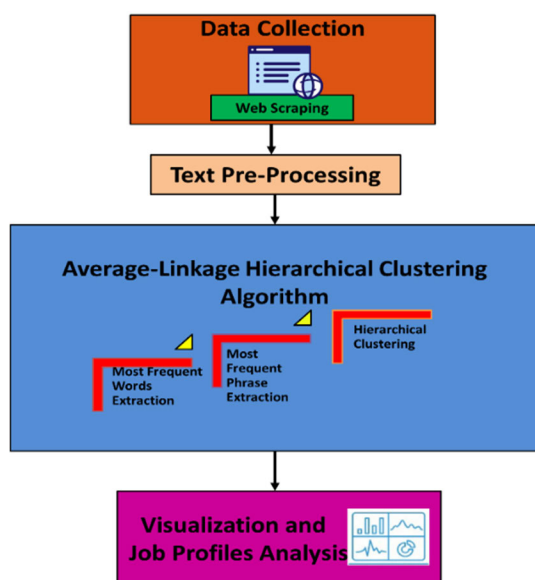 Data Collection
Web Scraping
Text Pre-Processing
Average-Linkage Hierarchical Clustering
Algorithm
Most Frequent
Words
Extraction
Most
Frequent
Phrase
Extraction
Hierarchical
Clustering
Visualization and
Job Profiles Analysis